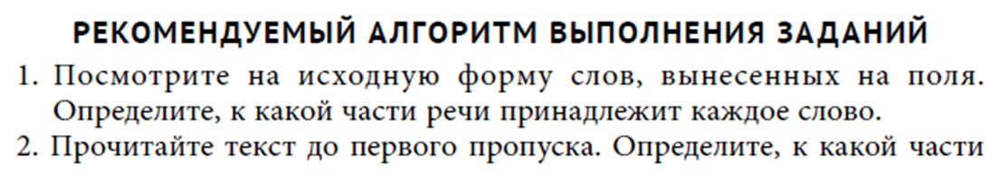 РЕКОМЕНДУЕМЫЙ АЛГОРИТМ ВЫПОЛНЕНИЯ ЗАДАНИЙ
1. Посмотрите на исходную форму слов, вынесенных на поля.
Определите, к какой части речи принадлежит каждое слово.
2. Прочитайте текст до первого пропуска. Определите, к какой части